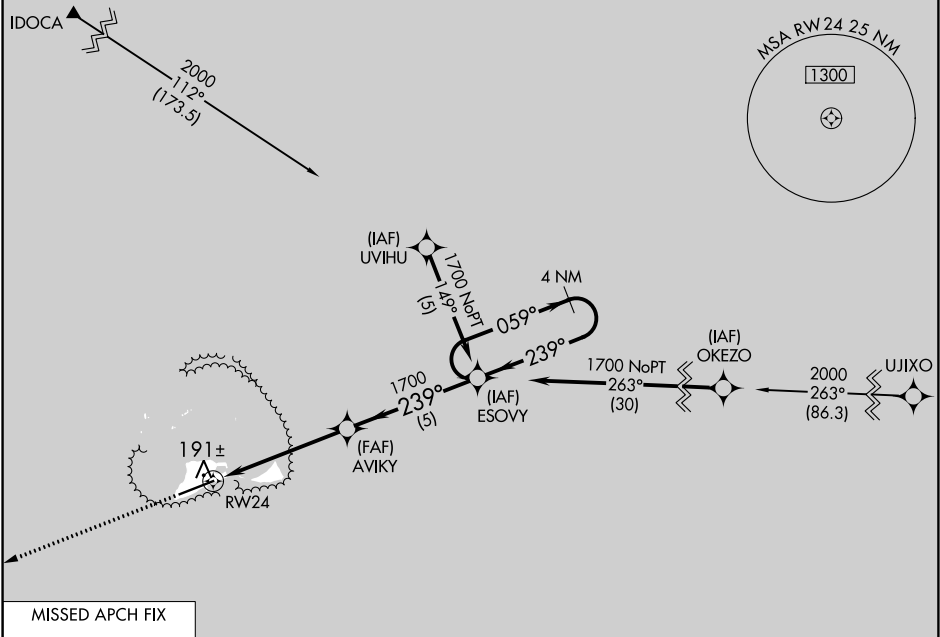 IDOCA
2000
112°
(173.5)
MSA RW 24 25 NM
1300
(IAF)
UVIHU
1700 NoPT
149°
(5)
4 NM
059°
239°
(IAF)
ESOVY
1700 NoPT
263°
(30)
(IAF)
OKEZO
2000
263°
(86.3)
UJIXO
1700
239°
(5)
(FAF)
AVIKY
191±
RW24
MISSED APCH FIX